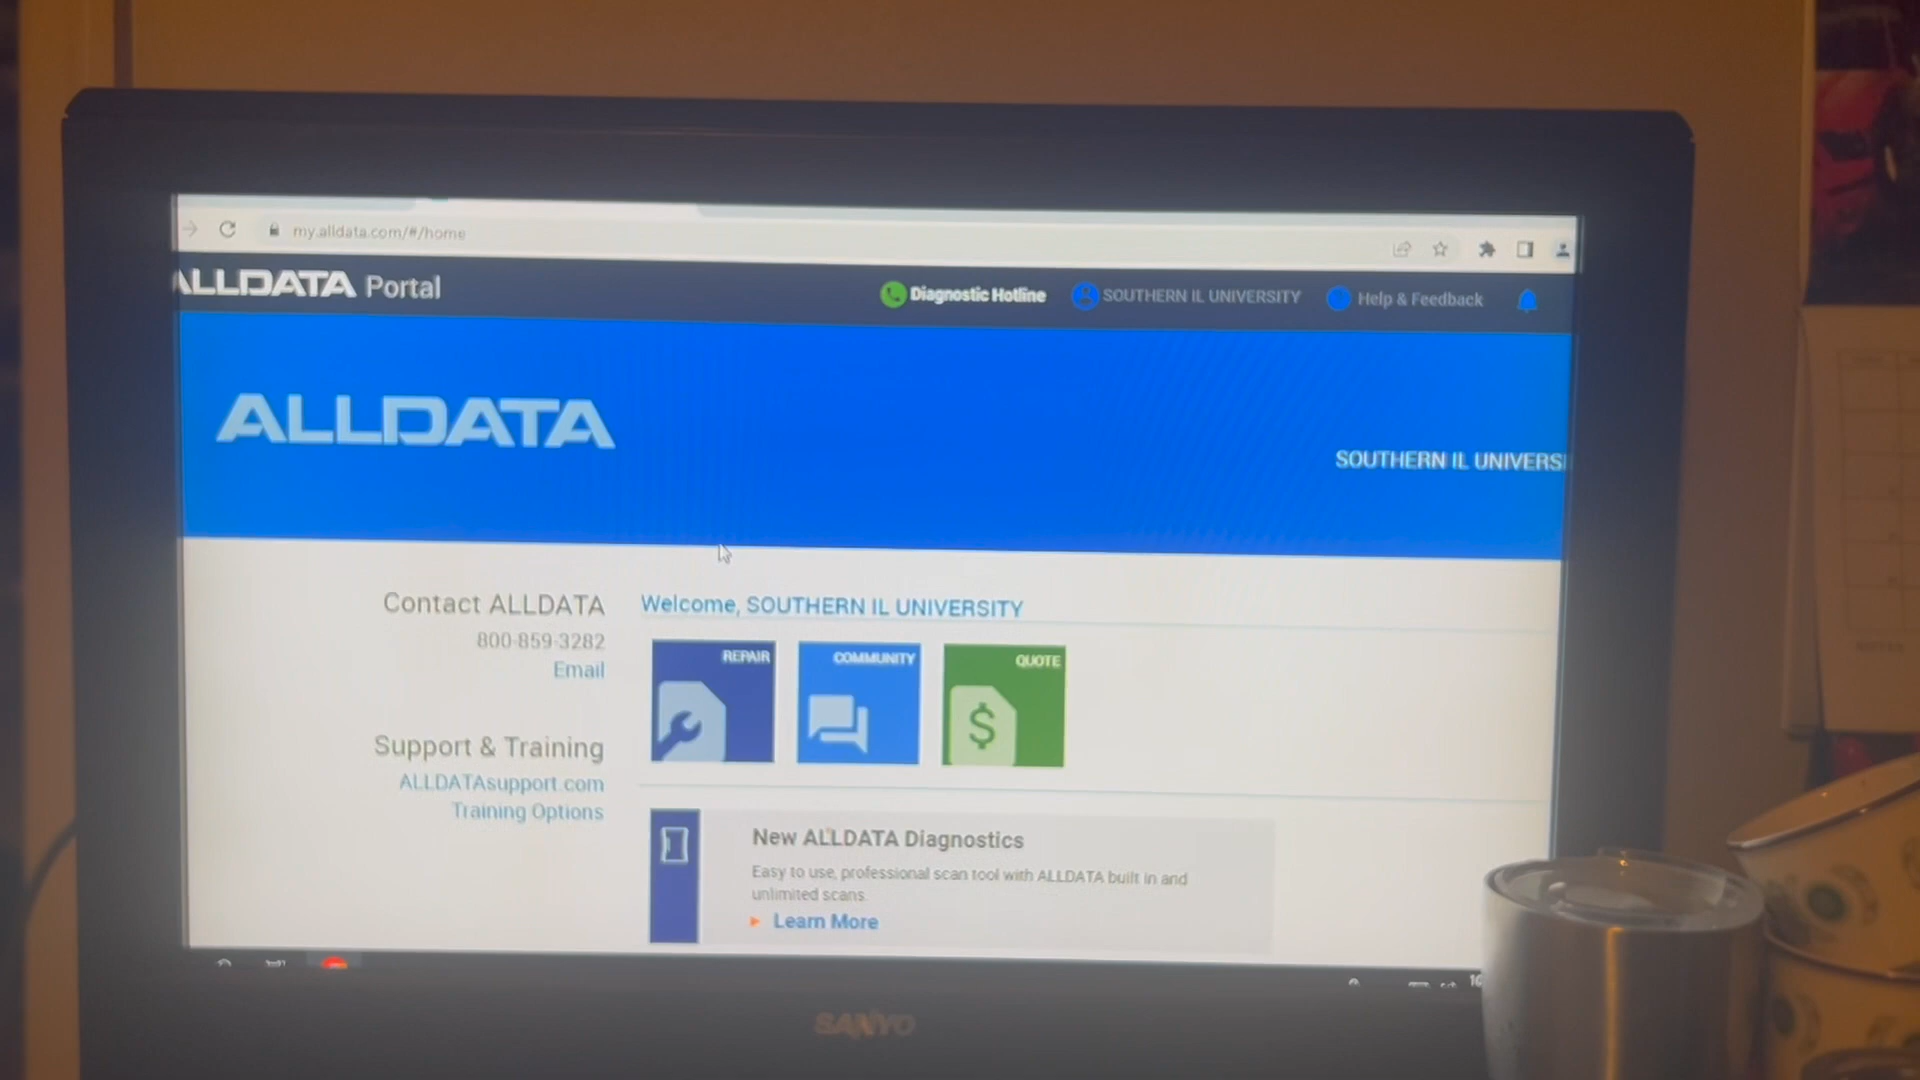 my.alldata.com/#/home
ALLDATA Portal
Diagnostic Hotline
SOUTHERN IL UNIVERSITY
Help & Feedback
ALLDATA
SOUTHERN IL UNIVERSI
Contact ALLDATA
800-859-3282
Email
Support & Training
ALLDATAsupport.com
Training Options
Welcome, SOUTHERN IL UNIVERSITY
REPAIR
COMMUNITY
QUOTE
$
New ALLDATA Diagnostics
Easy to use, professional scan tool with ALLDATA built in and
unlimited scans.
Learn More
SANYO